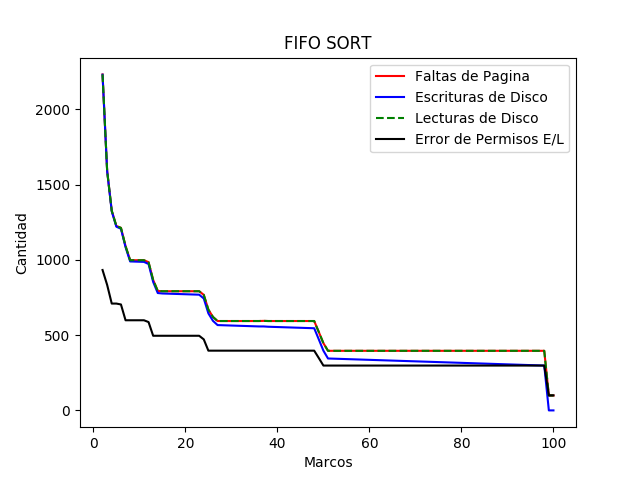 FIFO SORT
Faltas de Pagina
Escrituras de Disco
Lecturas de Disco
Error de Permisos E/L
Cantidad
2000
1500
1000
500
0
0 20 40 60 80 100
Marcos